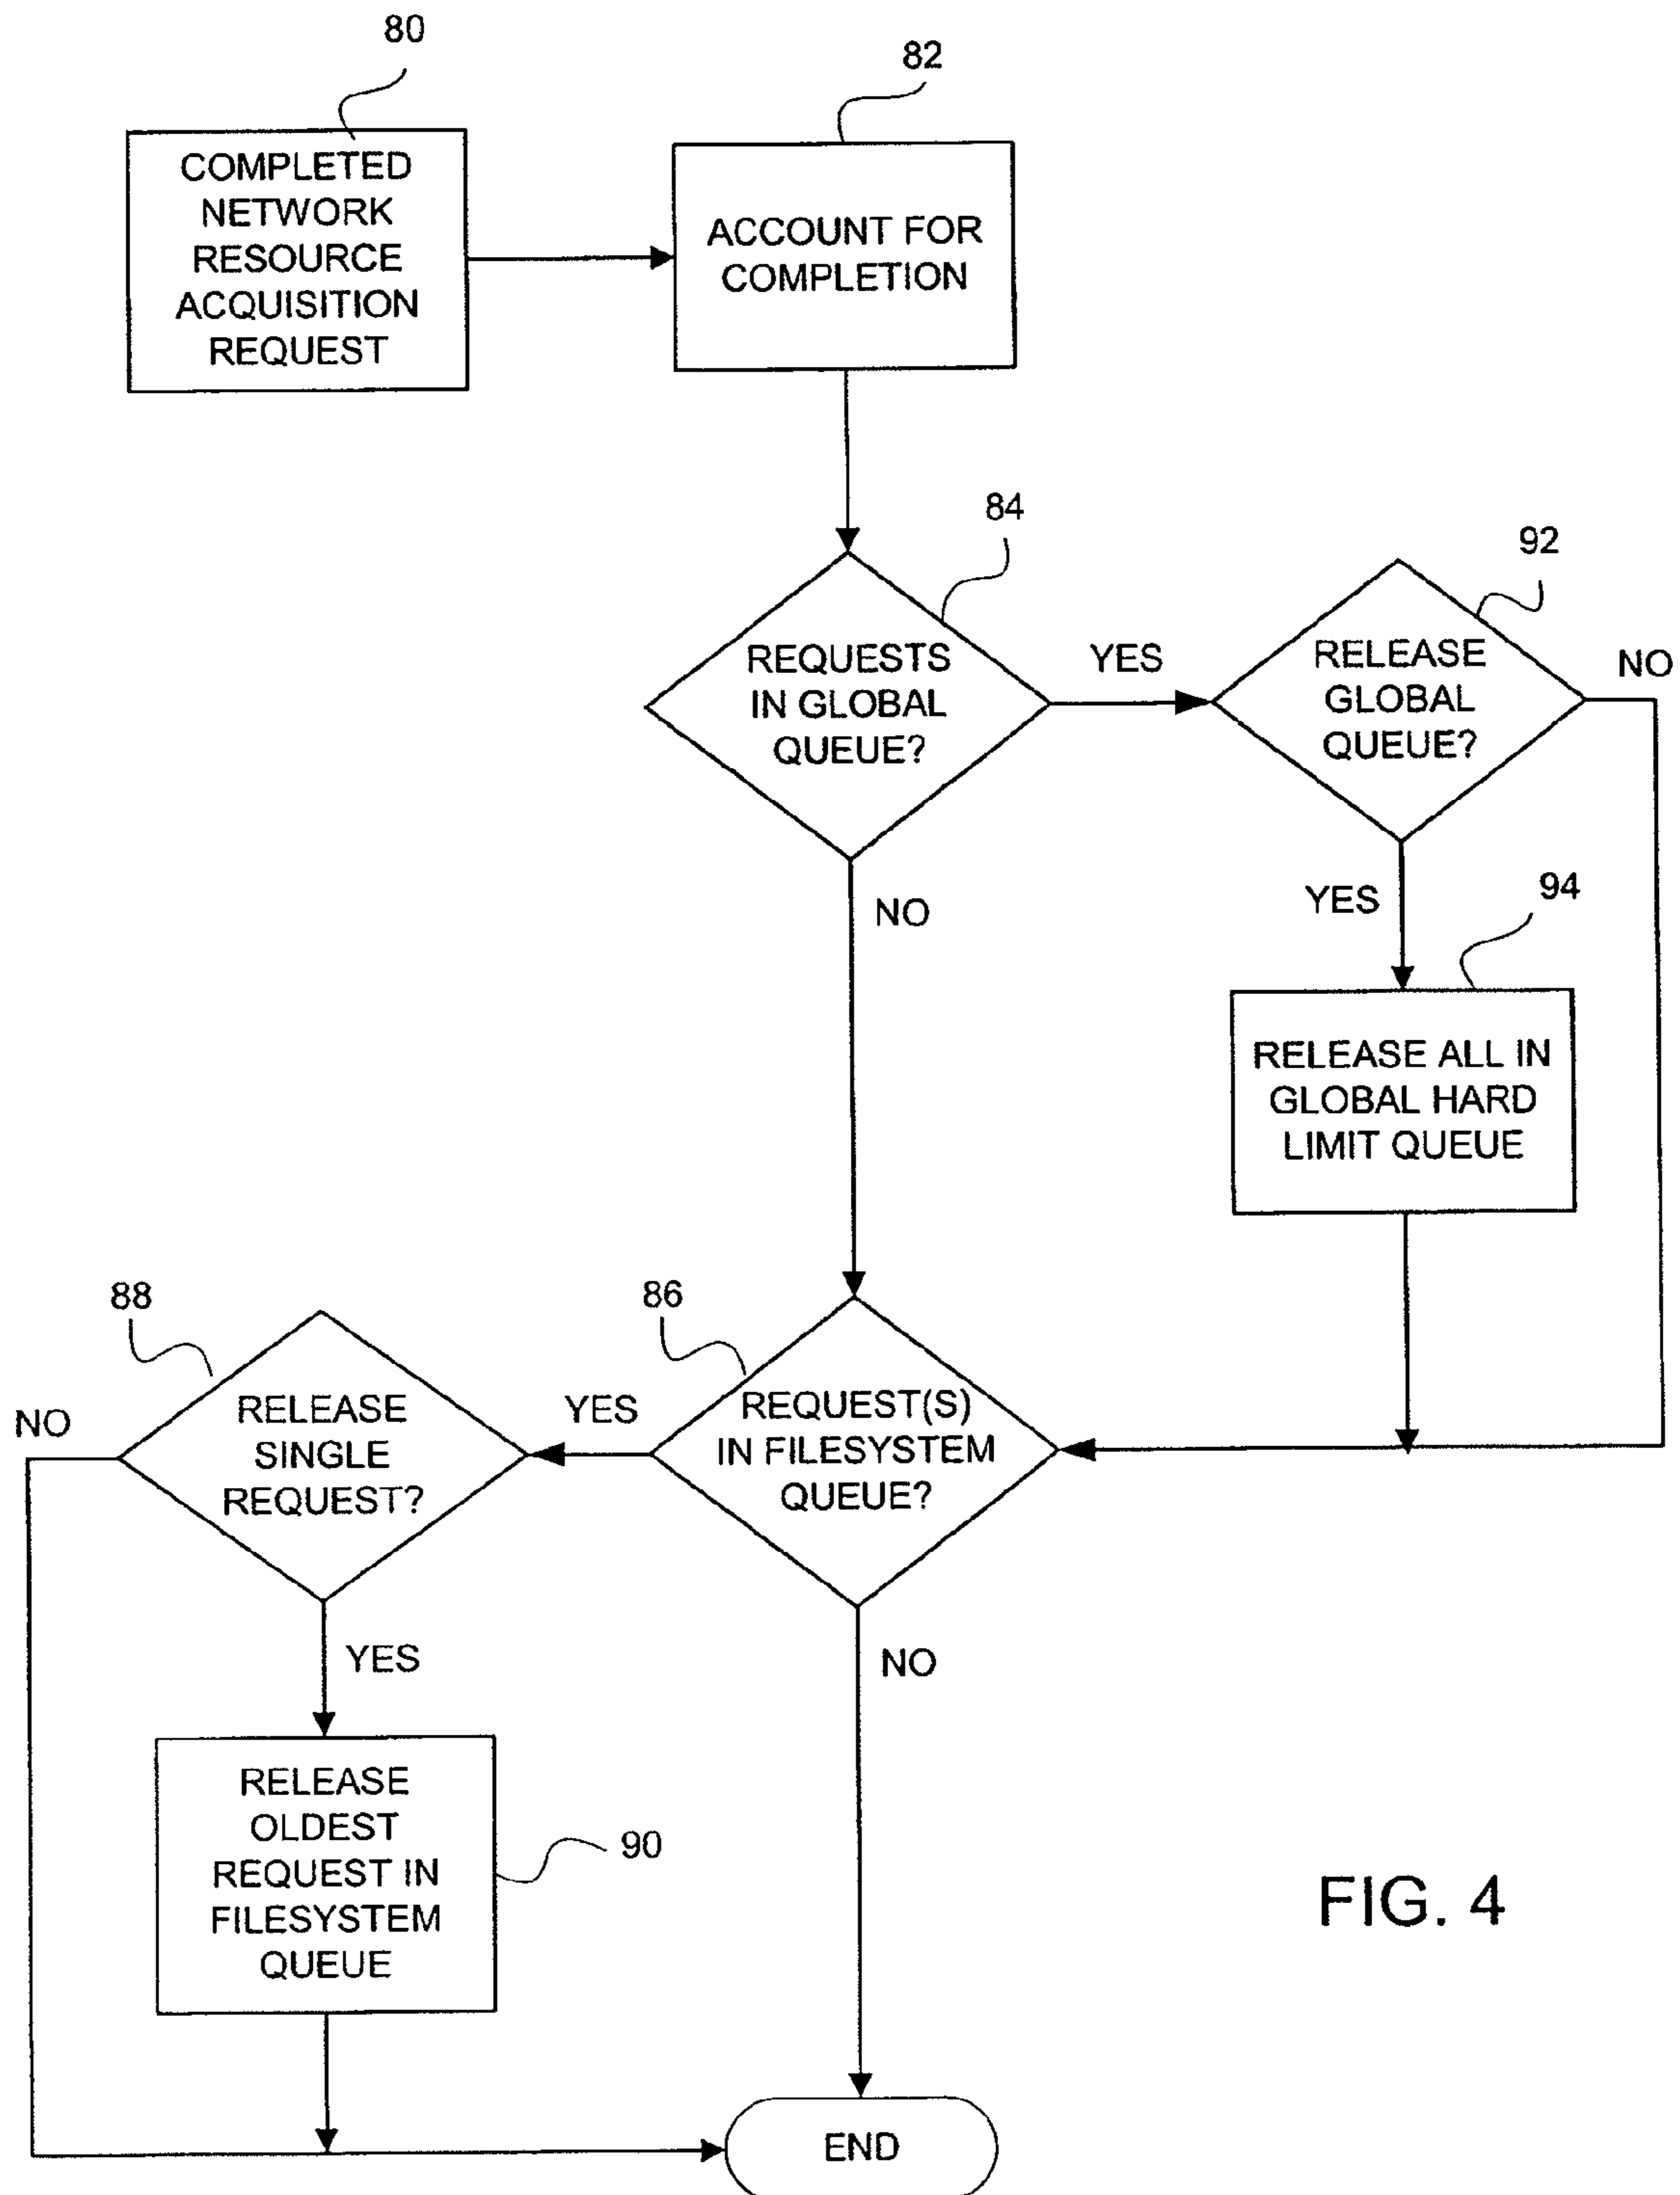 80
82
COMPLETED
NETWORK
RESOURCE
ACQUISITION
REQUEST
ACCOUNT FOR
COMPLETION
84
92
REQUESTS
IN GLOBAL
QUEUE?
YES
RELEASE
GLOBAL
QUEUE?
NO
NO
YES
94
RELEASE ALL IN
GLOBAL HARD
LIMIT QUEUE
88
86
NO
RELEASE
SINGLE
REQUEST?
YES
REQUEST(S)
IN FILESYSTEM
QUEUE?
YES
NO
RELEASE
OLDEST
REQUEST IN
FILESYSTEM
QUEUE
90
FIG. 4
END